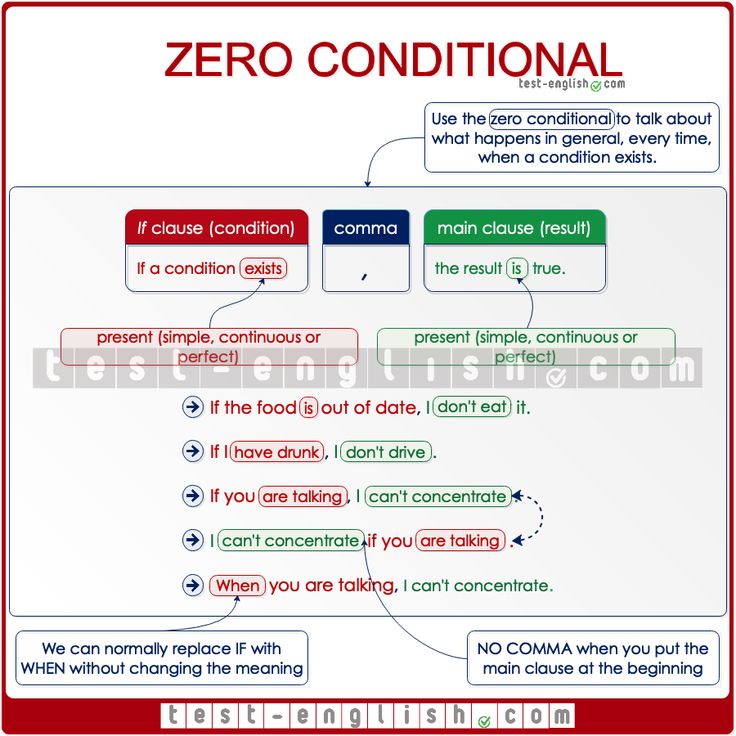 ZERO CONDITIONAL
test-english.com
Use the zero conditional to talk about
what happens in general, every time,
when a condition exists.
If clause (condition)
comma
main clause (result)
If a condition exists
,
the result is true.
present (simple, continuous or
perfect)
present (simple, continuous or
perfect)
test-english.com
If the food is out of date, I don't eat it.
If I have drunk, I don't drive.
If you are talking, I can't concentrate.
I can't concentrate if you are talking.
When you are talking, I can't concentrate.
We can normally replace IF with
WHEN without changing the meaning
NO COMMA when you put the
main clause at the beginning
test-english.com